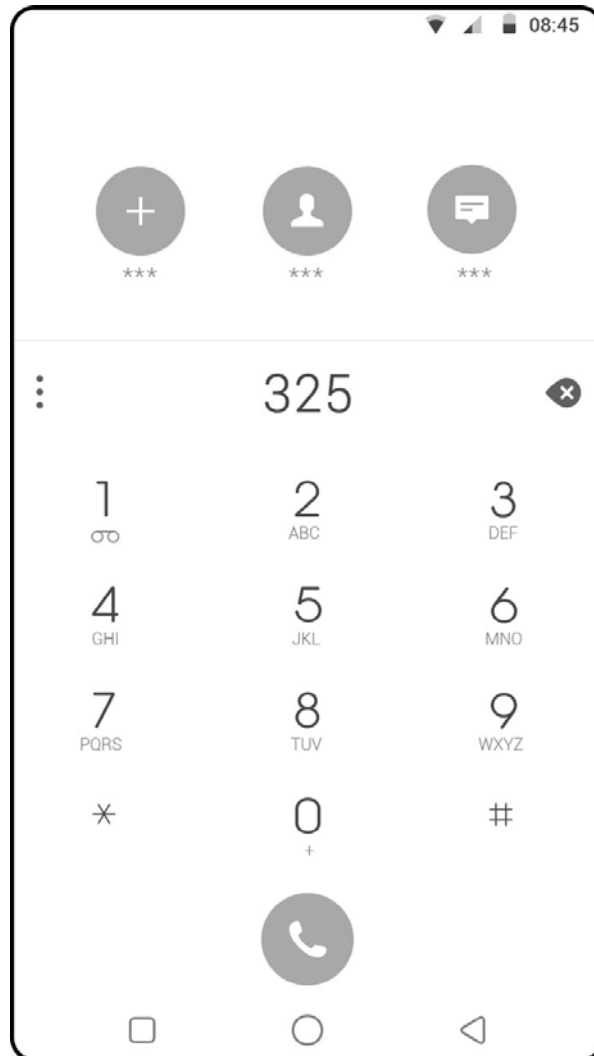 08:45
*** *** ***
325
1 2 3
ABC DEF
4 5 6
GHI JKL MNO
7 8 9
PQRS TUV WXYZ
* 0 #
+